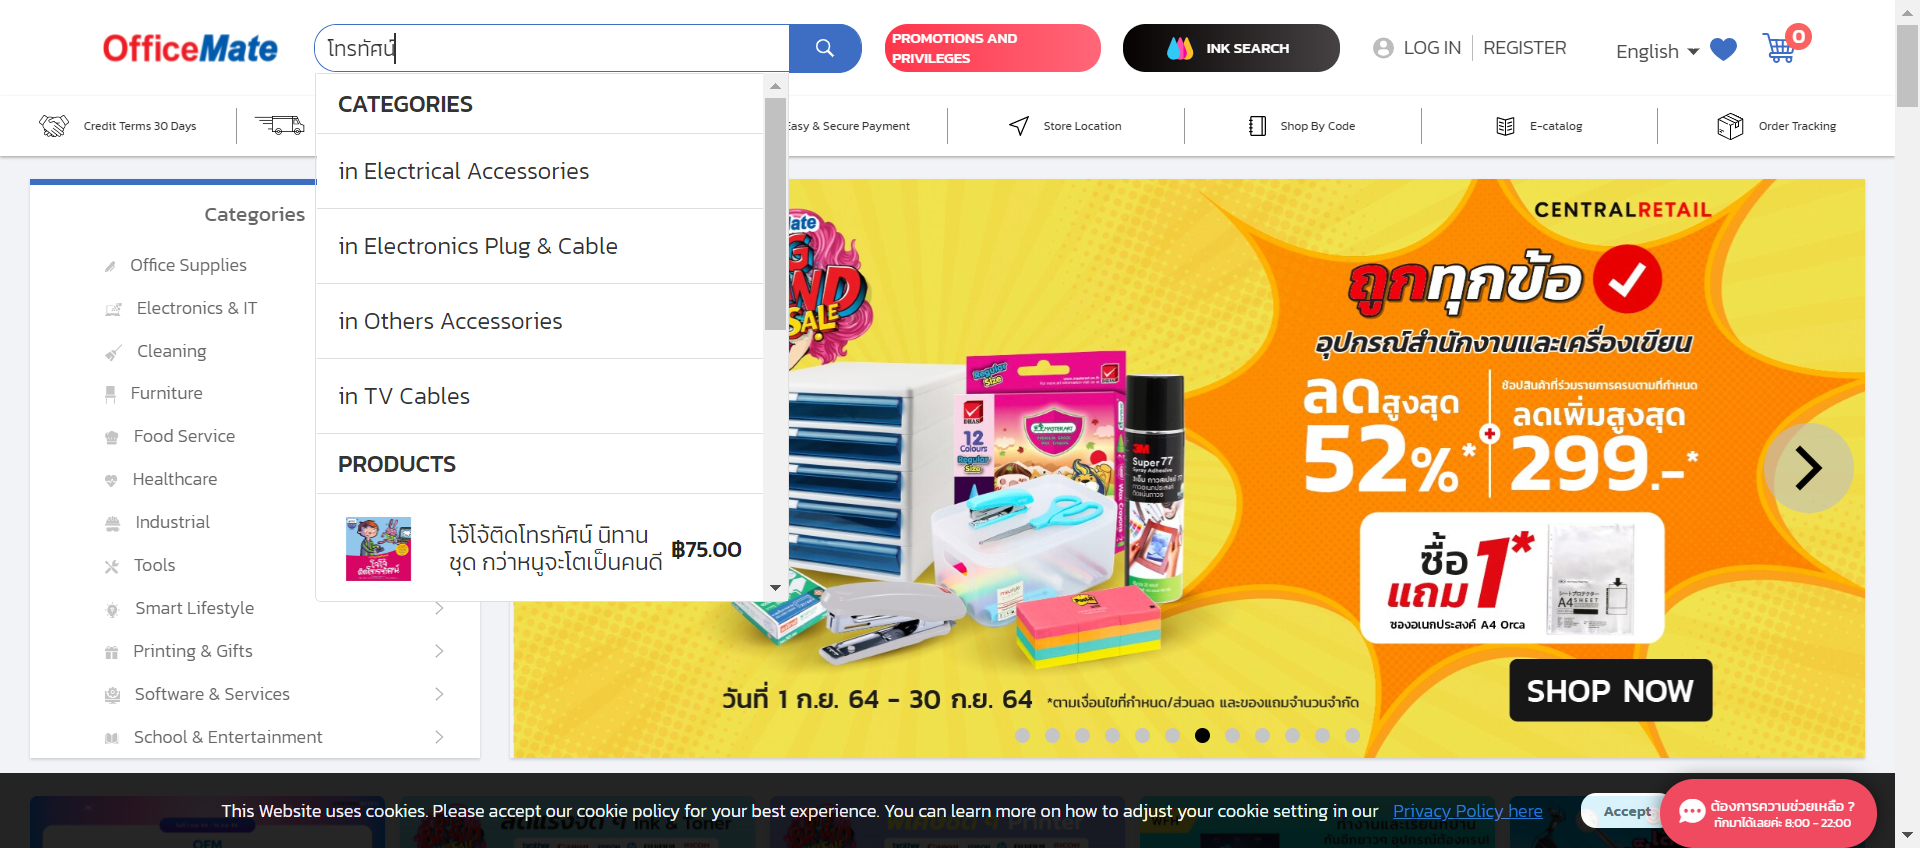 OfficeMate
โทรทัศน์
PROMOTIONS AND
PRIVILEGES
INK SEARCH
LOG IN
REGISTER
English
0
Credit Terms 30 Days
Easy & Secure Payment
Store Location
Shop By Code
E-catalog
Order Tracking
CATEGORIES
in Electrical Accessories
in Electronics Plug & Cable
in Others Accessories
in TV Cables
PRODUCTS
โจ้โจ้ติดโทรทัศน์ นิทาน
ชุด กว่าหนูจะโตเป็นคนดี
฿75.00
Categories
Office Supplies
Electronics & IT
Cleaning
Furniture
Food Service
Healthcare
Industrial
Tools
Smart Lifestyle
Printing & Gifts
Software & Services
School & Entertainment
CENTRALRETAIL
ถูกทุกข้อ
อุปกรณ์สำนักงานและเครื่องเขียน
ลดสูงสุด
52%*
ช้อปสินค้าที่ร่วมรายการครบตามที่กำหนด
ลดเพิ่มสูงสุด
299.-*
ซื้อ
แถม
1*
ซองอเนกประสงค์ A4 Orca
SALE
Regular
Size
12
Colours
Regular
Size
3M
Super 77
Spray Adhesive
Post-it
A4 SHEET
SHOP NOW
วันที่ 1 ก.ย. 64 - 30 ก.ย. 64 *ตามเงื่อนไขที่กำหนด/ส่วนลด และของแถมจำนวนจำกัด
This Website uses cookies. Please accept our cookie policy for your best experience. You can learn more on how to adjust your cookie setting in our Privacy Policy here
Accept
ต้องการความช่วยเหลือ ?
ทักมาได้เลยค่ะ 8:00 - 22:00